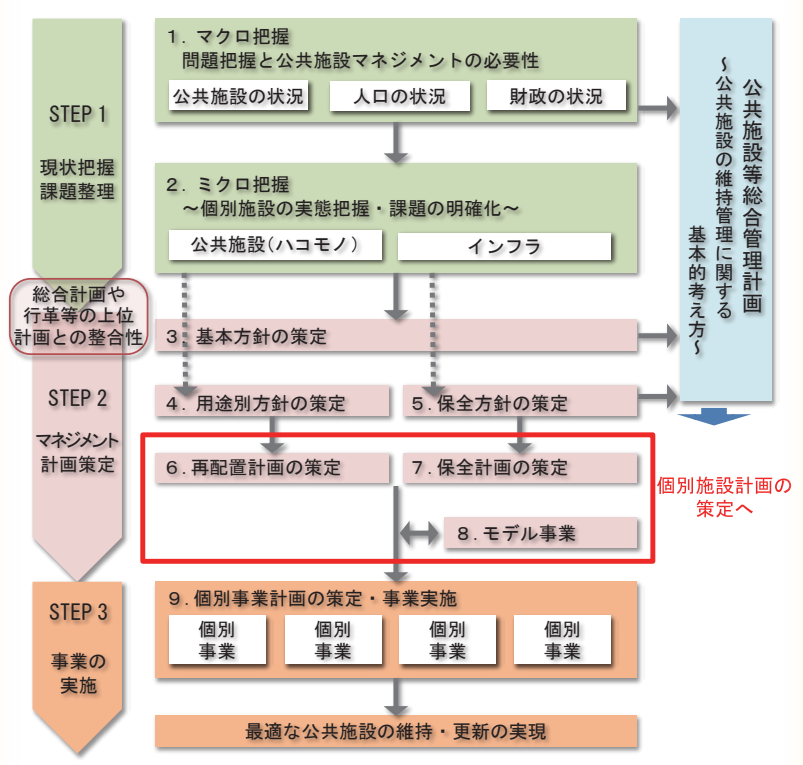 STEP 1
現状把握
課題整理
1. マクロ把握
問題把握と公共施設マネジメントの必要性
公共施設の状況
人口の状況
財政の状況
2. ミクロ把握
～個別施設の実態把握・課題の明確化～
公共施設(ハコモノ)
インフラ
公共施設等総合管理計画
～公共施設の維持管理に関する
基本的考え方～
総合計画や
行革等の上位
計画との整合性
3. 基本方針の策定
STEP 2
マネジメント
計画策定
4. 用途別方針の策定
5.保全方針の策定
6.再配置計画の策定
7.保全計画の策定
8.モデル事業
個別施設計画の
策定へ
STEP 3
事業の
実施
9.個別事業計画の策定・事業実施
個別
事業
個別
事業
個別
事業
個別
事業
最適な公共施設の維持・更新の実現